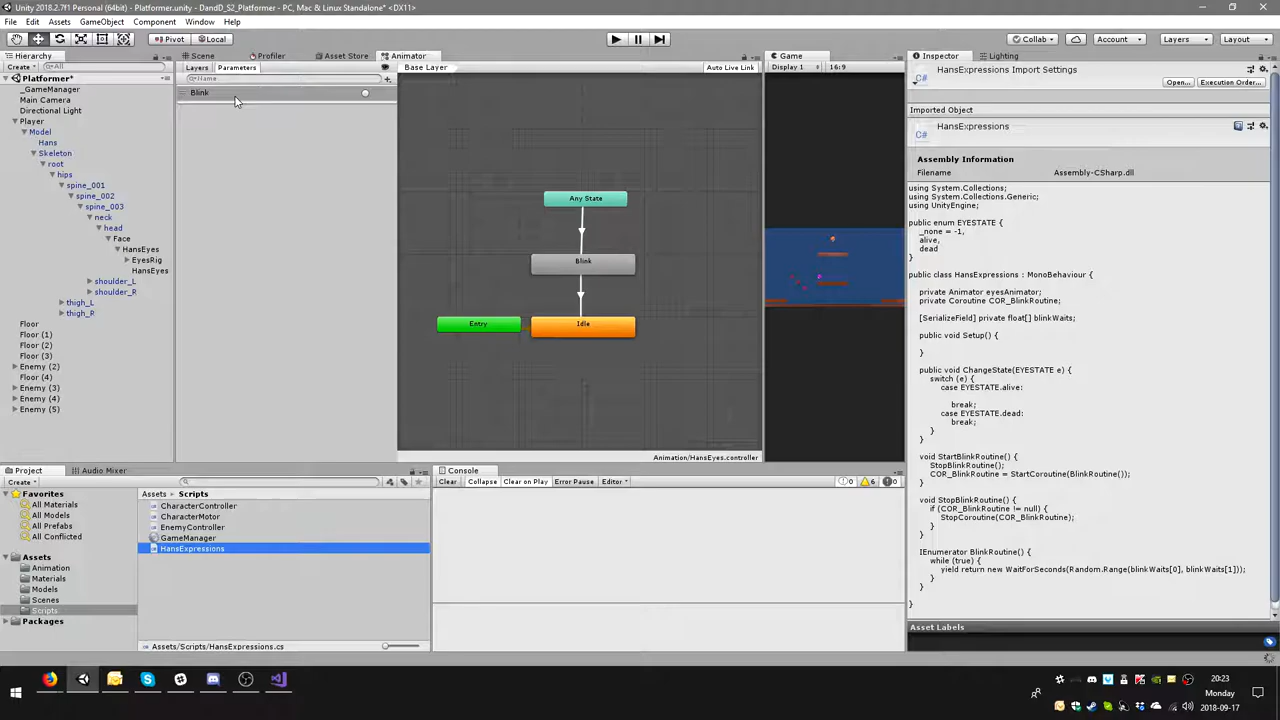 Unity 2018.2.7f1 Personal (64bit) - Platformer.unity - DandD_S2_Platformer - PC, Mac & Linux Standalone* <DX11>
File Edit Assets GameObject Component Window Help
Pivot Local Collab Account Layers Layout
Hierarchy Scene Profiler Asset Store Animator Game Inspector Lighting
Create All
Layers Parameters Base Layer Auto Live Link Display 1 16:9
Name
Blink
Platformer*
_GameManager
Main Camera
Directional Light
Player
Model
Hans
Skeleton
root
hips
spine_001
spine_002
spine_003
neck
head
Face
HansEyes
EyesRig
HansEyes
shoulder_L
shoulder_R
thigh_L
thigh_R
Floor
Floor (1)
Floor (2)
Floor (3)
Enemy (2)
Floor (4)
Enemy (3)
Enemy (4)
Enemy (5)
Any State
Blink
Entry
Idle
Animation/HansEyes.controller
HansExpressions Import Settings
Open... Execution Order...
Imported Object
HansExpressions
Assembly Information
Filename Assembly-CSharp.dll
using System.Collections;
using System.Collections.Generic;
using UnityEngine;
public enum EYESTATE {
_none = -1,
alive,
dead
}
public class HansExpressions : MonoBehaviour {
private Animator eyesAnimator;
private Coroutine COR_BlinkRoutine;
[SerializeField] private float[] blinkWaits;
public void Setup() {
}
public void ChangeState(EYESTATE e) {
switch (e) {
case EYESTATE.alive:
break;
case EYESTATE.dead:
break;
}
}
void StartBlinkRoutine() {
StopBlinkRoutine();
COR_BlinkRoutine = StartCoroutine(BlinkRoutine());
}
void StopBlinkRoutine() {
if (COR_BlinkRoutine != null) {
StopCoroutine(COR_BlinkRoutine);
}
}
IEnumerator BlinkRoutine() {
while (true) {
yield return new WaitForSeconds(Random.Range(blinkWaits[0], blinkWaits[1]));
}
}
}
Asset Labels
Project Audio Mixer
Create
Favorites
All Materials
All Models
All Prefabs
All Conflicted
Assets
Animation
Materials
Models
Scenes
Scripts
Packages
Assets Scripts
CharacterController
CharacterMotor
EnemyController
GameManager
HansExpressions
Assets/Scripts/HansExpressions.cs
Console
Clear Collapse Clear on Play Error Pause Editor 0 6 0
20:23
Monday
2018-09-17